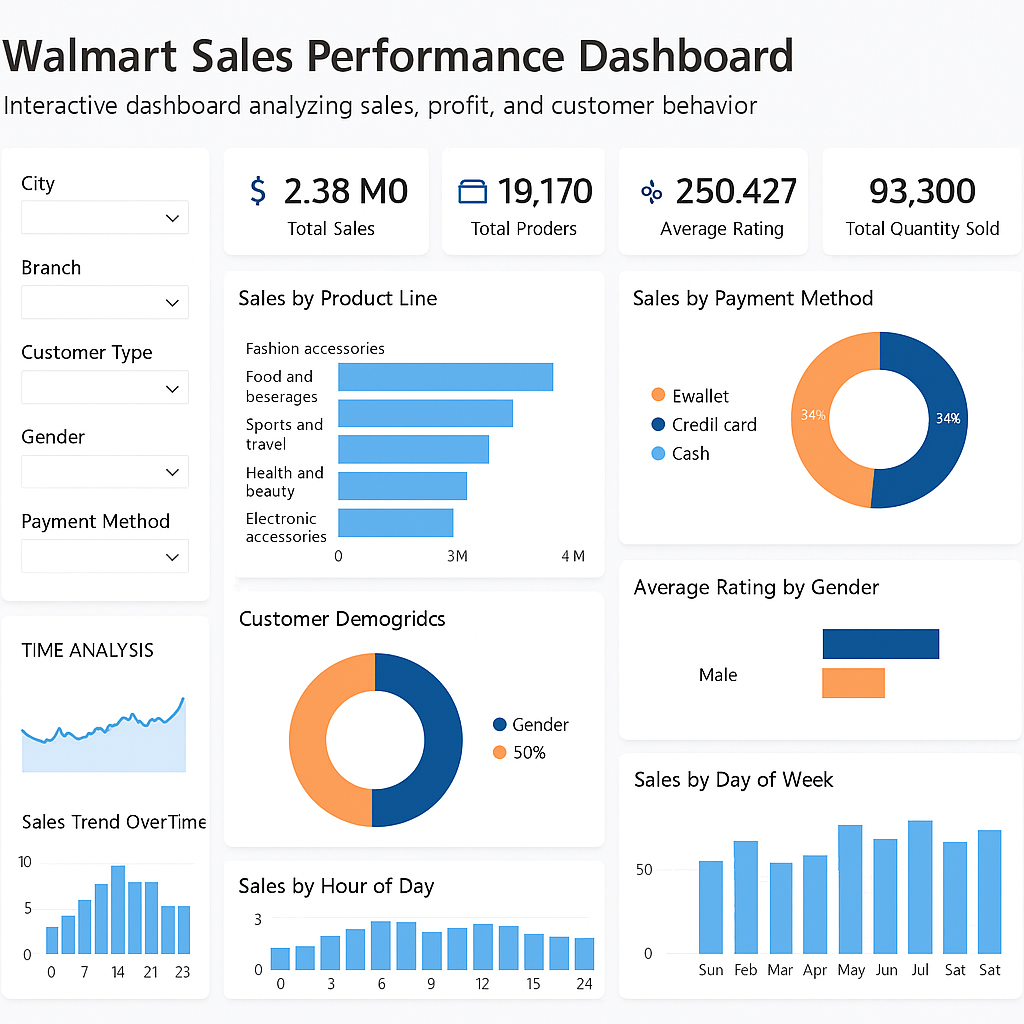 Walmart Sales Performance Dashboard
Interactive dashboard analyzing sales, profit, and customer behavior
City
Branch
Customer Type
Gender
Payment Method
$ 2.38 M0
Total Sales
19,170
Total Proders
250.427
Average Rating
93,300
Total Quantity Sold
Sales by Product Line
Fashion accessories
Food and
beserages
Sports and
travel
Health and
beauty
Electronic
accessories
0 3M 4 M
Sales by Payment Method
Ewallet
Credil card
Cash
34% 34%
Average Rating by Gender
Male
TIME ANALYSIS
Sales Trend OverTime
10
5
0
0 7 14 21 23
Customer Demogridcs
Gender
50%
Sales by Hour of Day
3
0
0 3 6 9 12 15 24
Sales by Day of Week
50
0
Sun Feb Mar Apr May Jun Jul Sat Sat